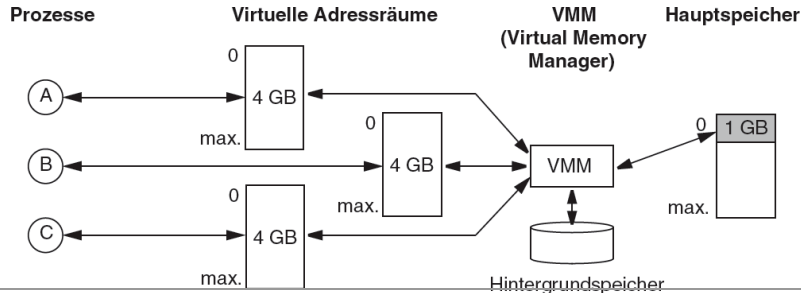 Prozesse
Virtuelle Adressräume
VMM
(Virtual Memory
Manager)
Hauptspeicher
0
A
4 GB
max.
0
B
4 GB
max.
0
C
4 GB
max.
VMM
0
1 GB
max.
Hintergrundspeicher